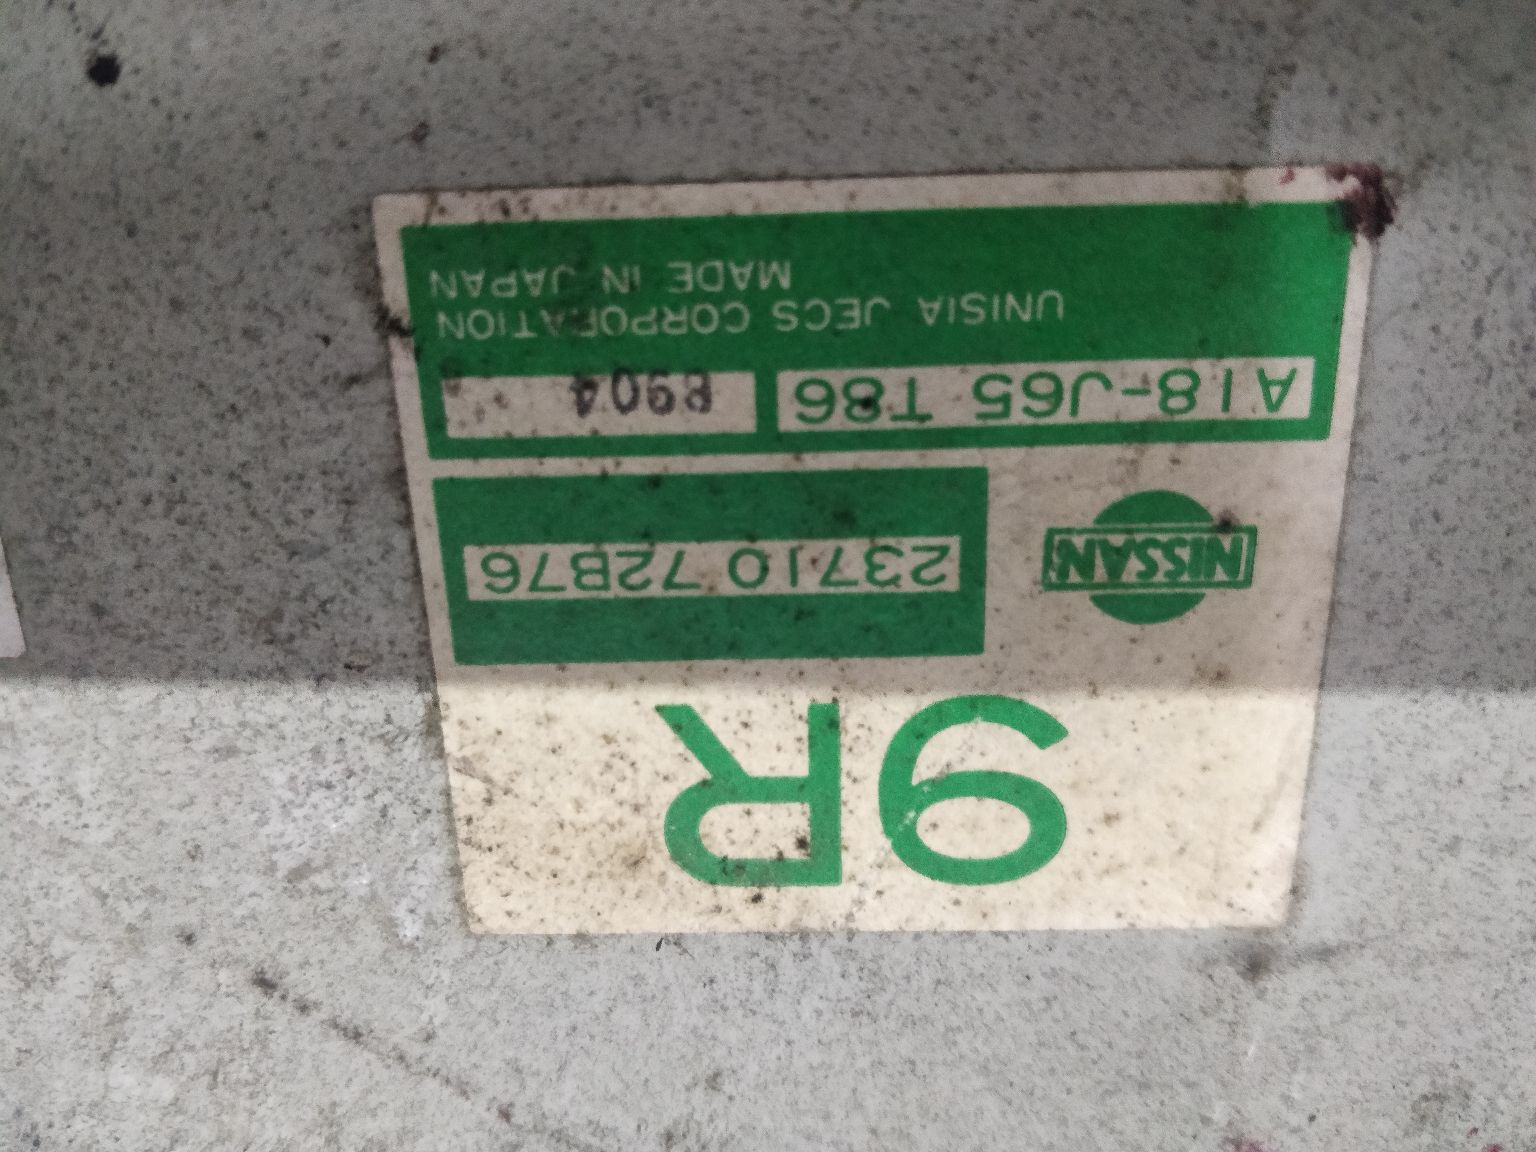 9R
NISSAN
23710 72B76
A18-J65 T86
8904
UNISIA JECS CORPORATION
MADE IN JAPAN